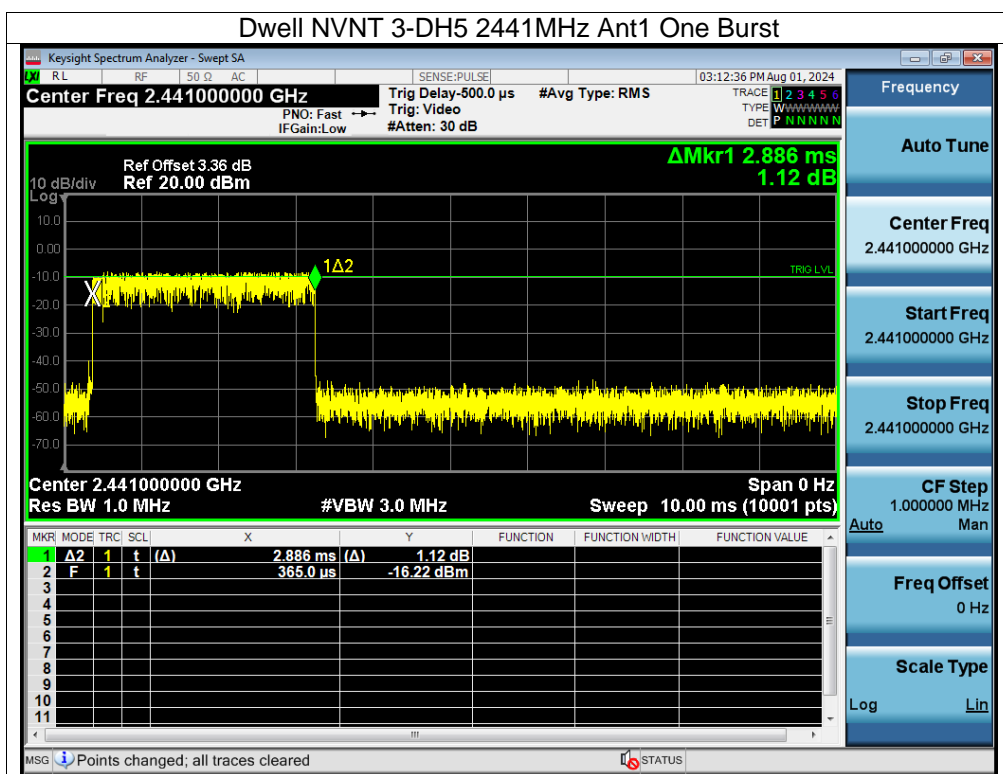 Dwell NVNT 3-DH5 2441MHz Ant1 One Burst
Keysight Spectrum Analyzer - Swept SA
LXI RL RF 50 Ω AC SENSE:PULSE 03:12:36 PM Aug 01, 2024
Center Freq 2.441000000 GHz
PNO: Fast
IFGain:Low
Trig Delay-500.0 µs
Trig: Video
#Atten: 30 dB
#Avg Type: RMS
TRACE 1 2 3 4 5 6
TYPE W W W W W W
DET P N N N N N
Frequency
Auto Tune
Center Freq
2.441000000 GHz
Start Freq
2.441000000 GHz
Stop Freq
2.441000000 GHz
CF Step
1.000000 MHz
Auto Man
Freq Offset
0 Hz
Scale Type
Log Lin
ΔMkr1 2.886 ms
1.12 dB
Ref Offset 3.36 dB
10 dB/div Ref 20.00 dBm
Log
10.0
0.00
-10.0
-20.0
-30.0
-40.0
-50.0
-60.0
-70.0
1Δ2
TRIG LVL
Center 2.441000000 GHz Span 0 Hz
Res BW 1.0 MHz #VBW 3.0 MHz Sweep 10.00 ms (10001 pts)
MKR MODE TRC SCL X Y FUNCTION FUNCTION WIDTH FUNCTION VALUE
1 Δ2 1 t (Δ) 2.886 ms (Δ) 1.12 dB
2 F 1 t 365.0 µs -16.22 dBm
3
4
5
6
7
8
9
10
11
MSG Points changed; all traces cleared STATUS